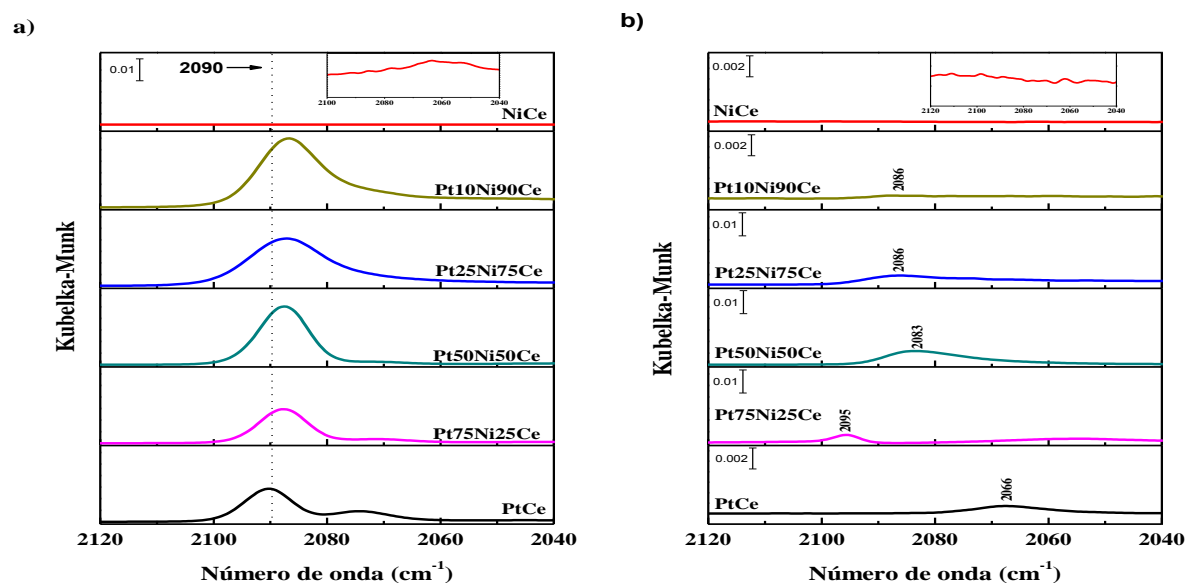 a)
0.01
2090
2100 2080 2060 2040
NiCe
Pt10Ni90Ce
Pt25Ni75Ce
Pt50Ni50Ce
Pt75Ni25Ce
PtCe
Kubelka-Munk
2120 2100 2080 2060 2040
Número de onda (cm⁻¹)
b)
0.002
2120 2100 2080 2060 2040
NiCe
0.002
2086
Pt10Ni90Ce
0.01
2086
Pt25Ni75Ce
0.01
2083
Pt50Ni50Ce
0.01
Pt75Ni25Ce
2095
0.002
2066
PtCe
Kubelka-Munk
2120 2100 2080 2060 2040
Número de onda (cm⁻¹)